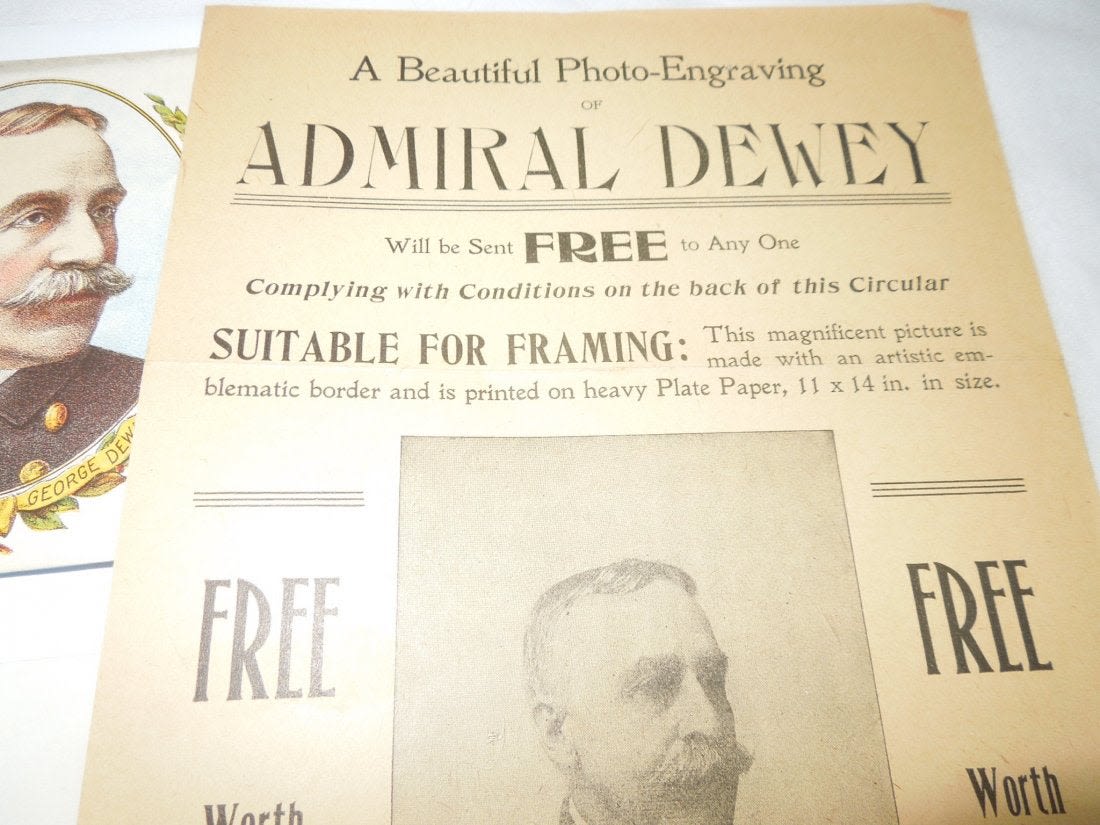 A Beautiful Photo-Engraving
OF
ADMIRAL DEWEY
Will be Sent FREE to Any One
Complying with Conditions on the back of this Circular
SUITABLE FOR FRAMING: This magnificent picture is
made with an artistic em-
blematic border and is printed on heavy Plate Paper, 11 x 14 in. in size.
GEORGE DEW
FREE
FREE
Worth
Worth